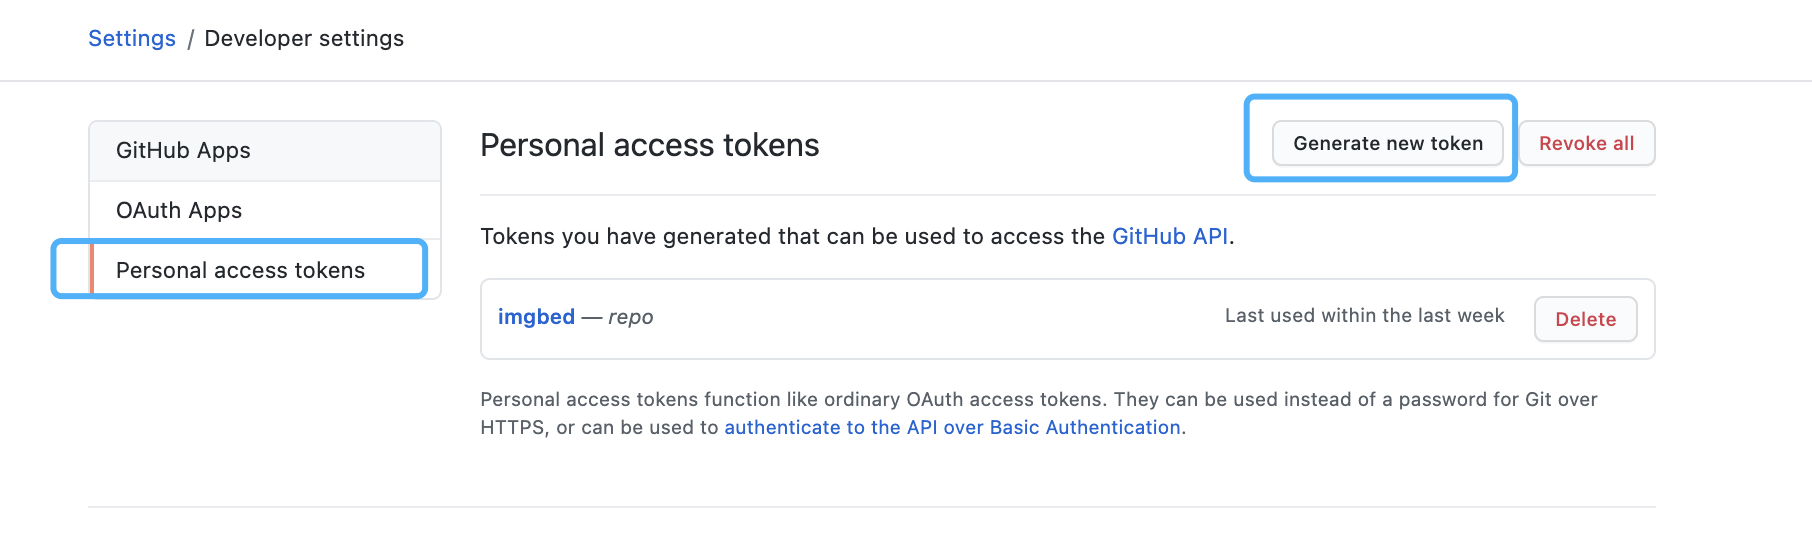 Settings / Developer settings
GitHub Apps
OAuth Apps
Personal access tokens
Personal access tokens
Generate new token
Revoke all
Tokens you have generated that can be used to access the GitHub API.
imgbed — repo
Last used within the last week
Delete
Personal access tokens function like ordinary OAuth access tokens. They can be used instead of a password for Git over
HTTPS, or can be used to authenticate to the API over Basic Authentication.